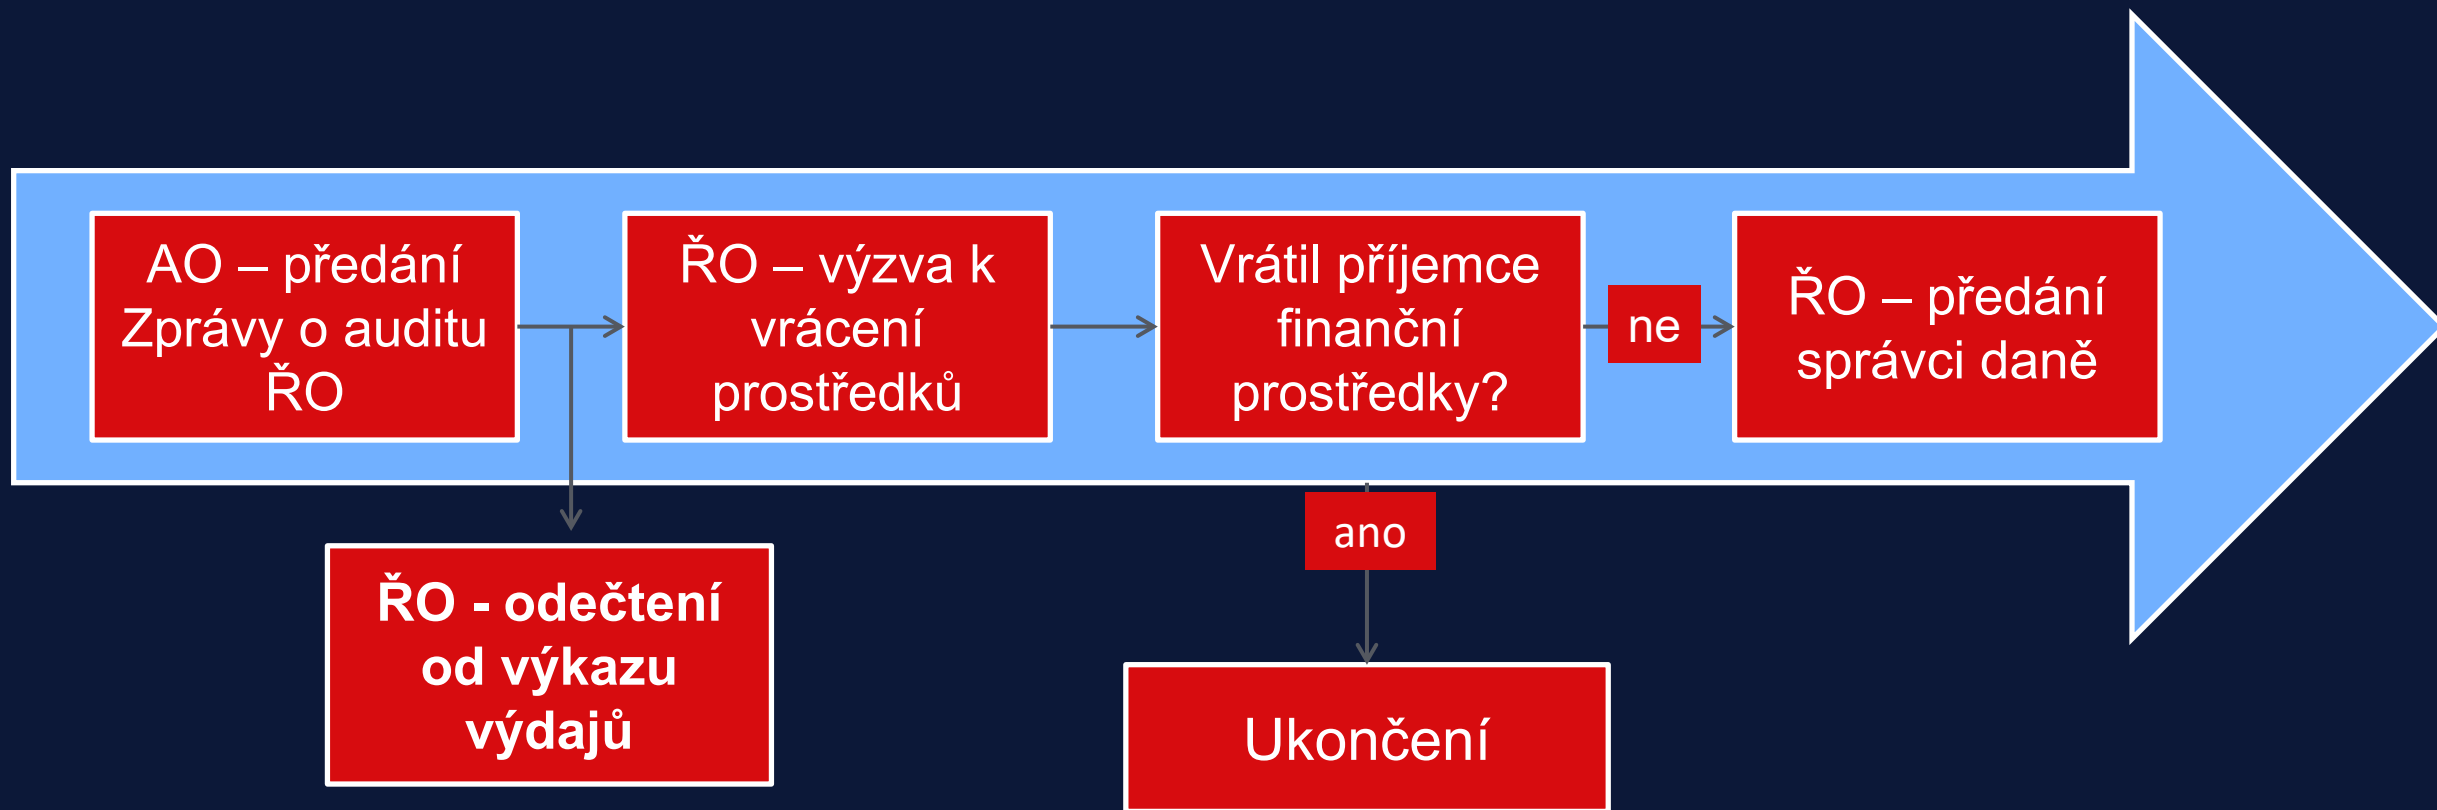 AO – předání
Zprávy o auditu
ŘO
ŘO – výzva k
vrácení
prostředků
Vrátil příjemce
finanční
prostředky?
ne
ŘO – předání
správci daně
ano
ŘO - odečtení
od výkazu
výdajů
Ukončení